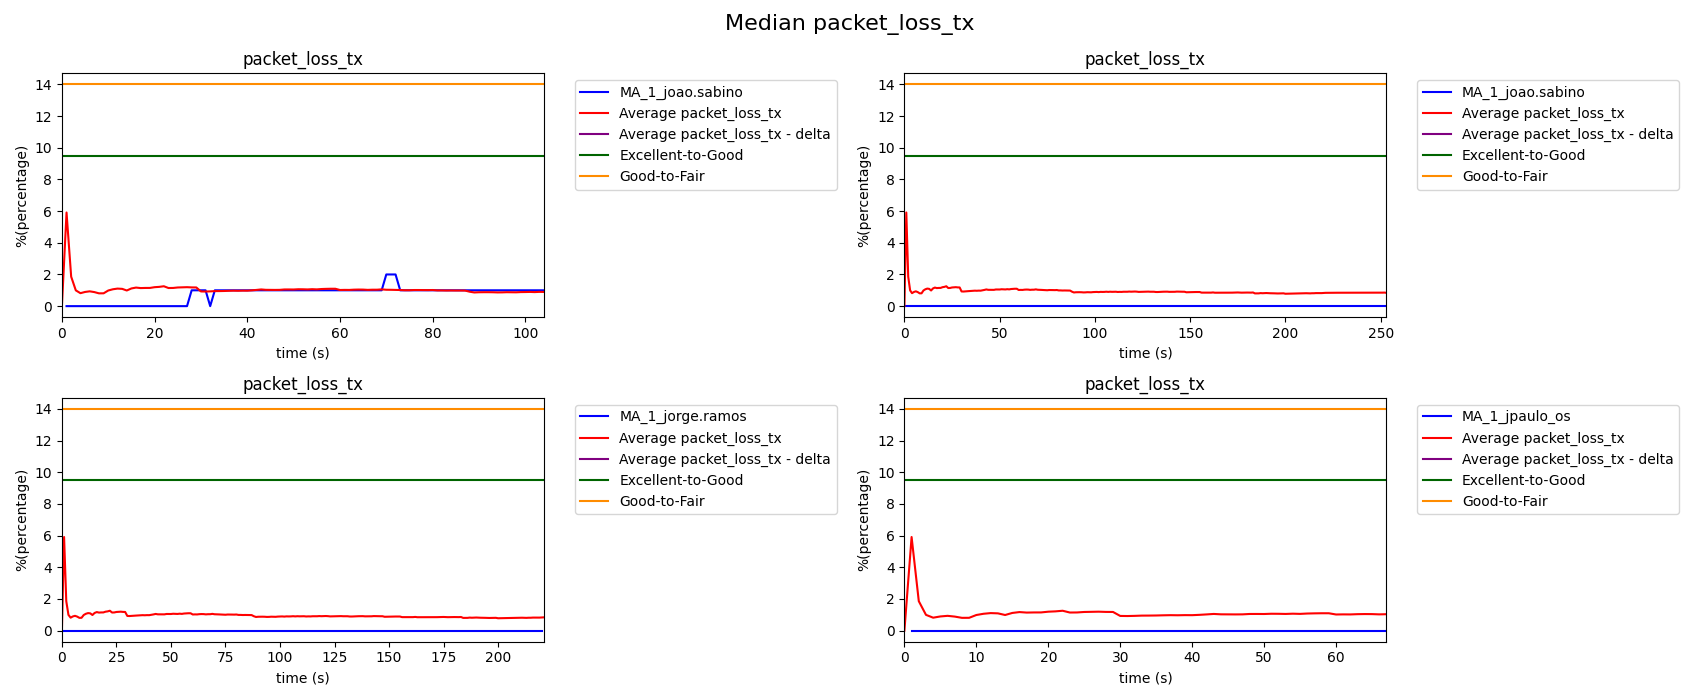 Median packet_loss_tx
packet_loss_tx
%(percentage)
14
12
10
8
6
4
2
0
0 20 40 60 80 100
time (s)
MA_1_joao.sabino
Average packet_loss_tx
Average packet_loss_tx - delta
Excellent-to-Good
Good-to-Fair
packet_loss_tx
%(percentage)
14
12
10
8
6
4
2
0
0 50 100 150 200 250
time (s)
MA_1_joao.sabino
Average packet_loss_tx
Average packet_loss_tx - delta
Excellent-to-Good
Good-to-Fair
packet_loss_tx
%(percentage)
14
12
10
8
6
4
2
0
0 25 50 75 100 125 150 175 200
time (s)
MA_1_jorge.ramos
Average packet_loss_tx
Average packet_loss_tx - delta
Excellent-to-Good
Good-to-Fair
packet_loss_tx
%(percentage)
14
12
10
8
6
4
2
0
0 10 20 30 40 50 60
time (s)
MA_1_jpaulo_os
Average packet_loss_tx
Average packet_loss_tx - delta
Excellent-to-Good
Good-to-Fair